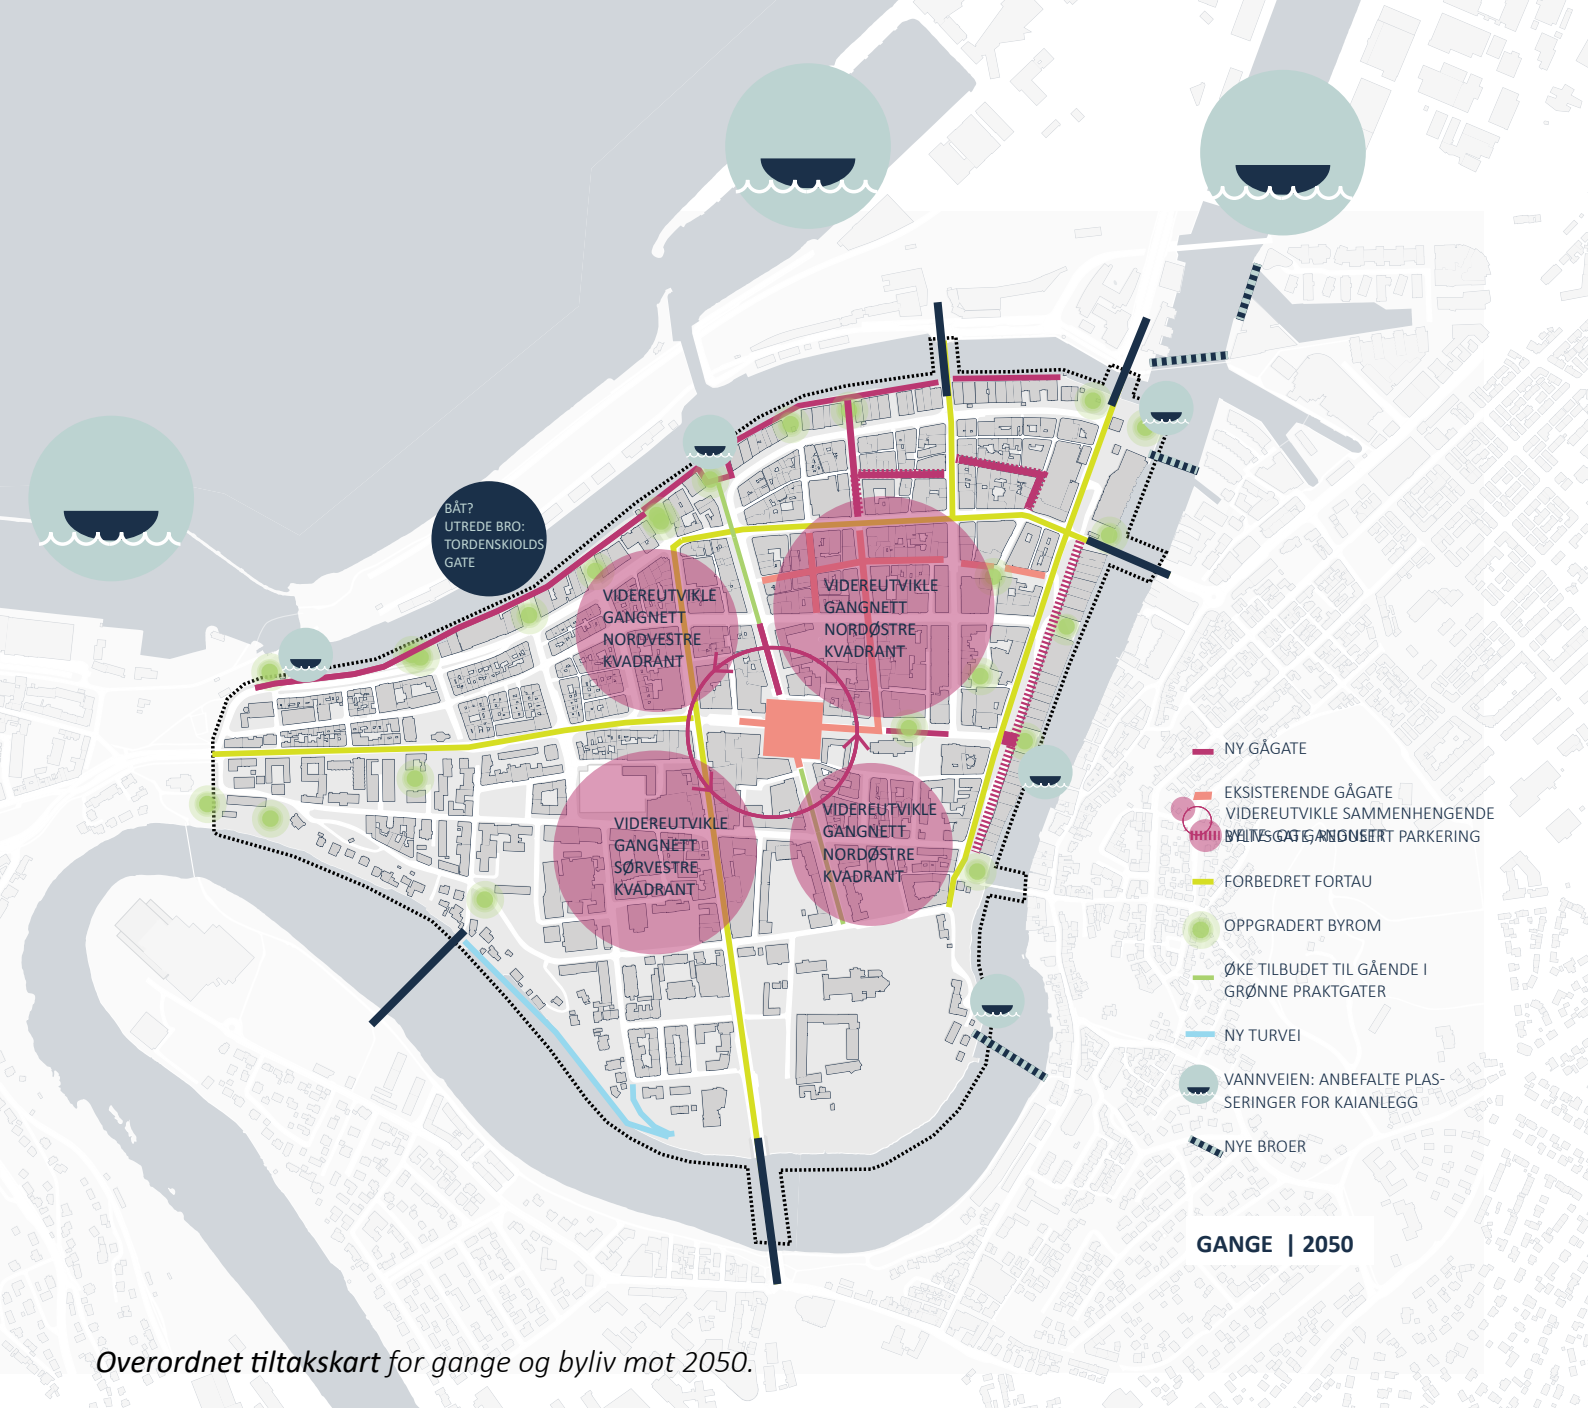 BÅT?
UTREDE BRO:
TORDENSKIOLDS
GATE
VIDEREUTVIKLE
GANGNETT
NORDVESTRE
KVADRANT
VIDEREUTVIKLE
GANGNETT
NORDØSTRE
KVADRANT
VIDEREUTVIKLE
GANGNETT
SØRVESTRE
KVADRANT
VIDEREUTVIKLE
GANGNETT
NORDØSTRE
KVADRANT
NY GÅGATE
EKSISTERENDE GÅGATE
VIDEREUTVIKLE SAMMENHENGENDE
BYLIVSGATE, REDUSERT PARKERING
FORBEDRET FORTAU
OPPGRADERT BYROM
ØKE TILBUDET TIL GÅENDE I
GRØNNE PRAKTGATER
NY TURVEI
VANNVEIEN: ANBEFALTE PLAS-
SERINGER FOR KAIANLEGG
NYE BROER
GANGE | 2050
Overordnet tiltakskart for gange og byliv mot 2050.